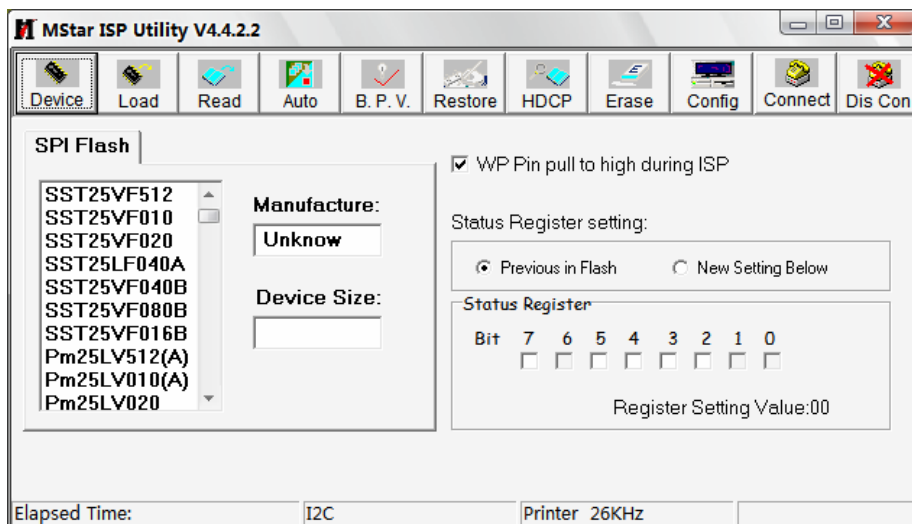 MStar ISP Utility V4.4.2.2
Device Load Read Auto B. P. V. Restore HDCP Erase Config Connect Dis Con
SPI Flash
SST25VF512
SST25VF010
SST25VF020
SST25LF040A
SST25VF040B
SST25VF080B
SST25VF016B
Pm25LV512(A)
Pm25LV010(A)
Pm25LV020
Manufacture:
Unknow
Device Size:
WP Pin pull to high during ISP
Status Register setting:
Previous in Flash New Setting Below
Status Register
Bit 7 6 5 4 3 2 1 0
Register Setting Value:00
Elapsed Time: I2C Printer 26KHz